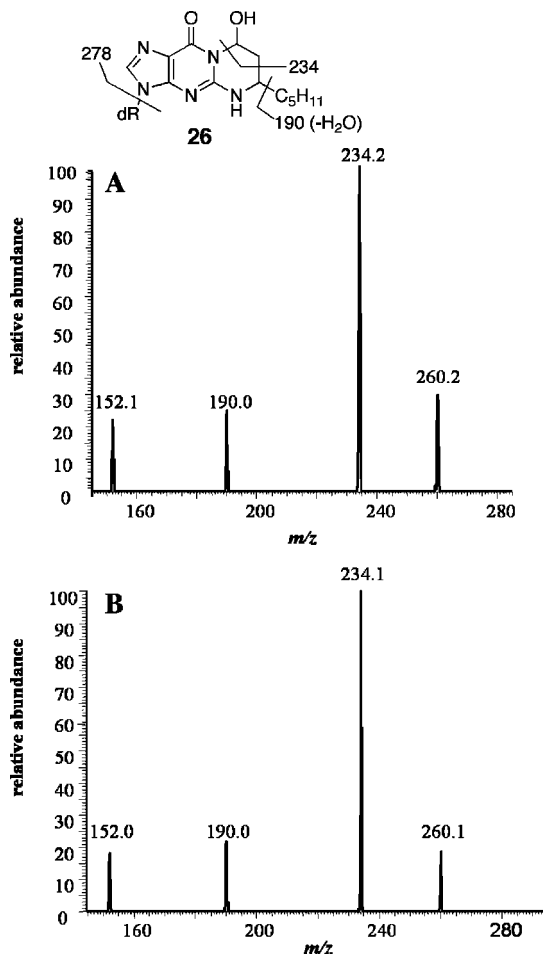 O OH
N N
278 234
N N N H C₅H₁₁
dR 190 (-H₂O)
26
A
234.2
100
90
80
70
60
50
40
30
20
10
0
relative abundance
152.1 190.0 260.2
160 200 240 280
m/z
B
234.1
100
90
80
70
60
50
40
30
20
10
0
relative abundance
152.0 190.0 260.1
160 200 240 280
m/z